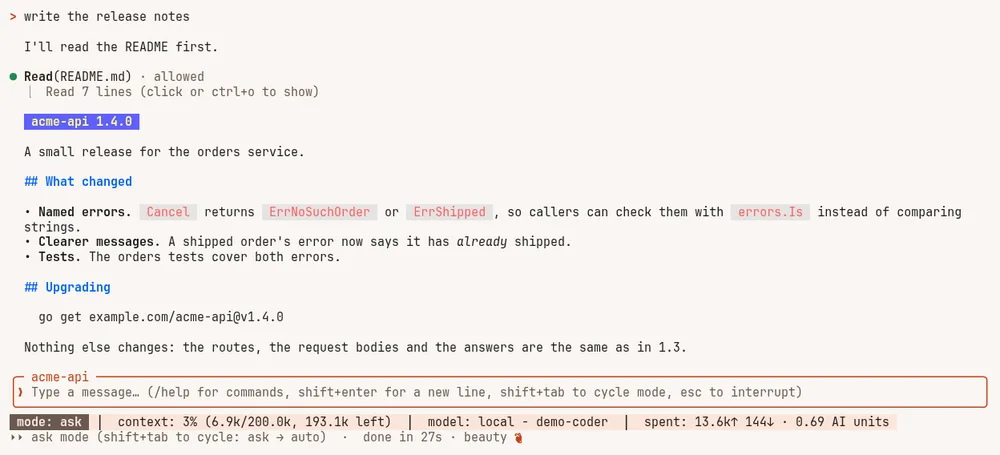 > write the release notes
I'll read the README first.
● Read(README.md) · allowed
Read 7 lines (click or ctrl+o to show)
acme-api 1.4.0
A small release for the orders service.
## What changed
• Named errors. Cancel returns ErrNoSuchOrder or ErrShipped, so callers can check them with errors.Is instead of comparing
strings.
• Clearer messages. A shipped order's error now says it has already shipped.
• Tests. The orders tests cover both errors.
## Upgrading
go get example.com/acme-api@v1.4.0
Nothing else changes: the routes, the request bodies and the answers are the same as in 1.3.
acme-api
❯ Type a message… (/help for commands, shift+enter for a new line, shift+tab to cycle mode, esc to interrupt)
mode: ask | context: 3% (6.9k/200.0k, 193.1k left) | model: local - demo-coder | spent: 13.6k↑ 144↓ · 0.69 AI units
▸▸ ask mode (shift+tab to cycle: ask → auto) · done in 27s · beauty